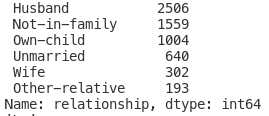 Husband 2506
Not-in-family 1559
Own-child 1004
Unmarried 640
Wife 302
Other-relative 193
Name: relationship, dtype: int64